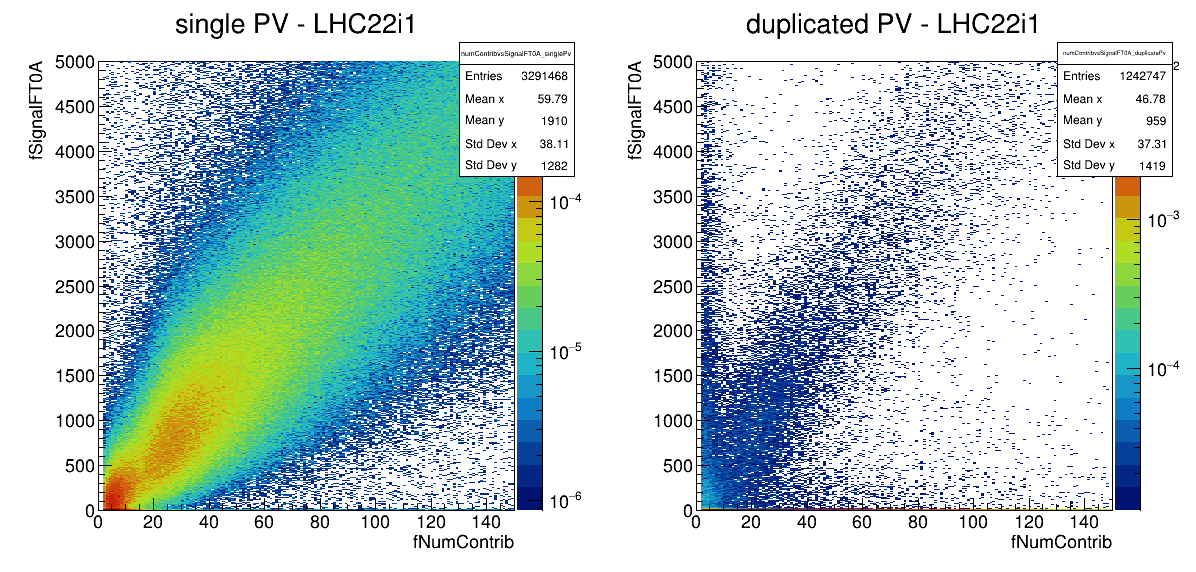 single PV - LHC22i1
numContribvsSignalFT0A_singlePv
Entries 3291468
Mean x 59.79
Mean y 1910
Std Dev x 38.11
Std Dev y 1282
fSignalFT0A
5000
4500
4000
3500
3000
2500
2000
1500
1000
500
0
0 20 40 60 80 100 120 140
fNumContrib
10−4
10−5
10−6
duplicated PV - LHC22i1
numContribvsSignalFT0A_duplicatePv
Entries 1242747
Mean x 46.78
Mean y 959
Std Dev x 37.31
Std Dev y 1419
fSignalFT0A
5000
4500
4000
3500
3000
2500
2000
1500
1000
500
0
0 20 40 60 80 100 120 140
fNumContrib
2
10−3
10−4